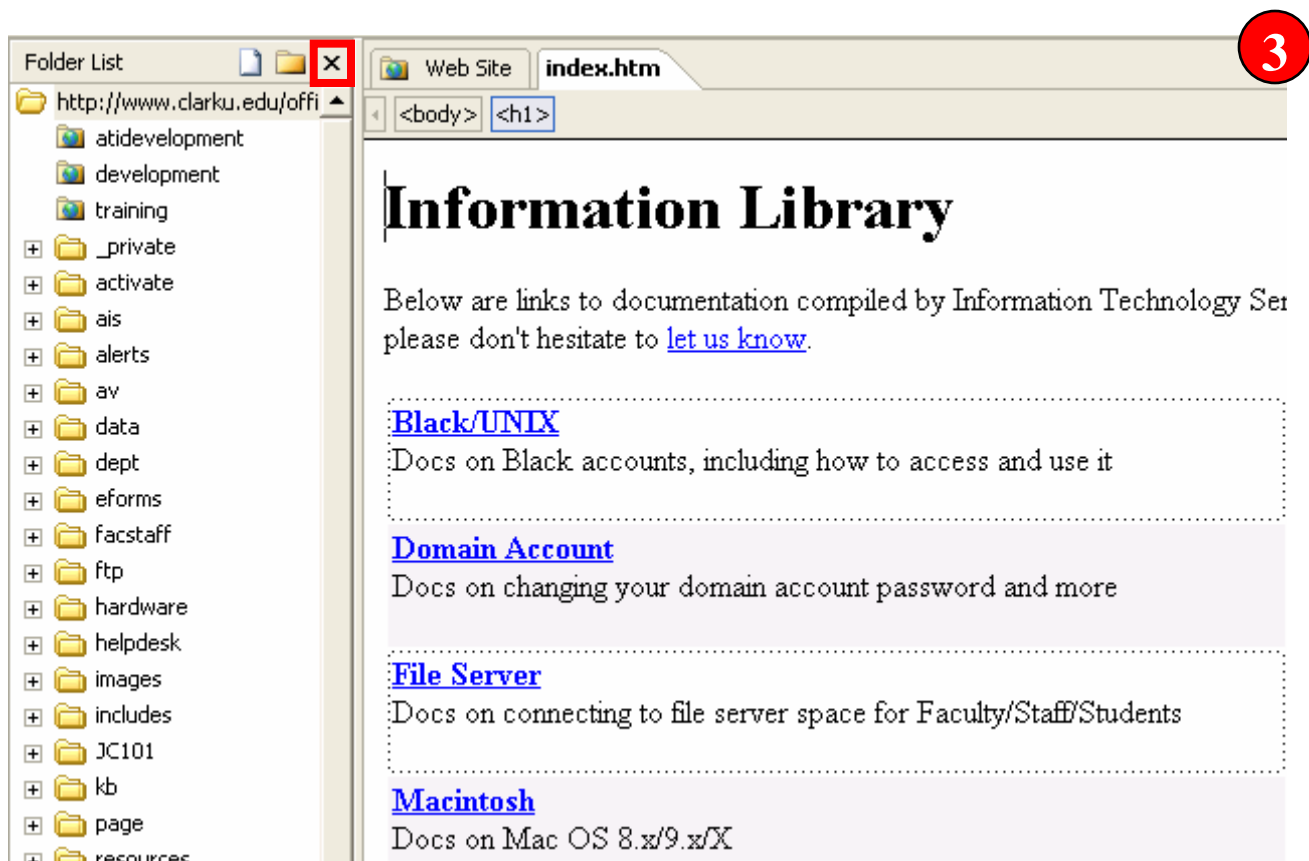 3
Folder List
http://www.clarku.edu/offi
atidevelopment
development
training
_private
activate
ais
alerts
av
data
dept
eforms
facstaff
ftp
hardware
helpdesk
images
includes
JC101
kb
page
resources
Web Site index.htm
<body> <h1>
Information Library
Below are links to documentation compiled by Information Technology Ser
please don't hesitate to let us know.
Black/UNIX
Docs on Black accounts, including how to access and use it
Domain Account
Docs on changing your domain account password and more
File Server
Docs on connecting to file server space for Faculty/Staff/Students
Macintosh
Docs on Mac OS 8.x/9.x/X